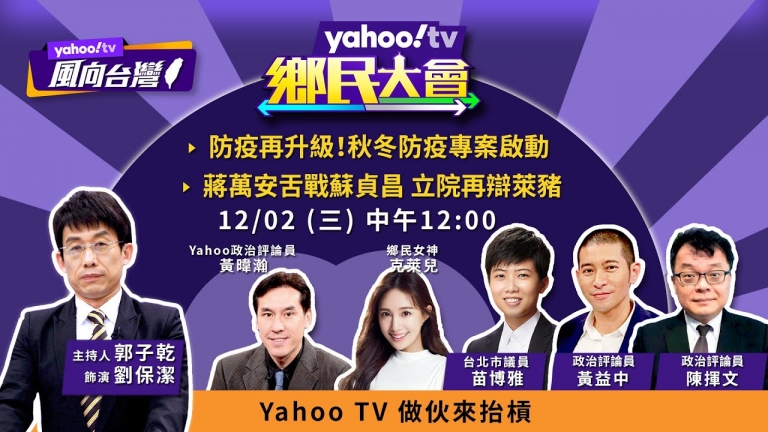 yahoo!tv
風向台灣
yahoo!tv
鄉民大會
防疫再升級!秋冬防疫專案啟動
蔣萬安舌戰蘇貞昌 立院再辯萊豬
12/02 (三) 中午12:00
Yahoo政治評論員
黃暐瀚
鄉民女神
克萊兒
主持人 郭子乾
飾演 劉保潔
台北市議員
苗博雅
政治評論員
黃益中
政治評論員
陳揮文
Yahoo TV 做伙來抬槓